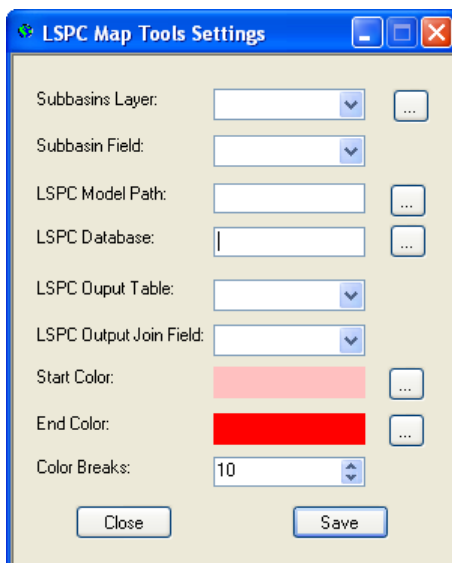 LSPC Map Tools Settings
Subbasins Layer:
...
Subbasin Field:
LSPC Model Path:
...
LSPC Database:
...
LSPC Ouput Table:
LSPC Output Join Field:
Start Color:
...
End Color:
...
Color Breaks:
10
Close
Save